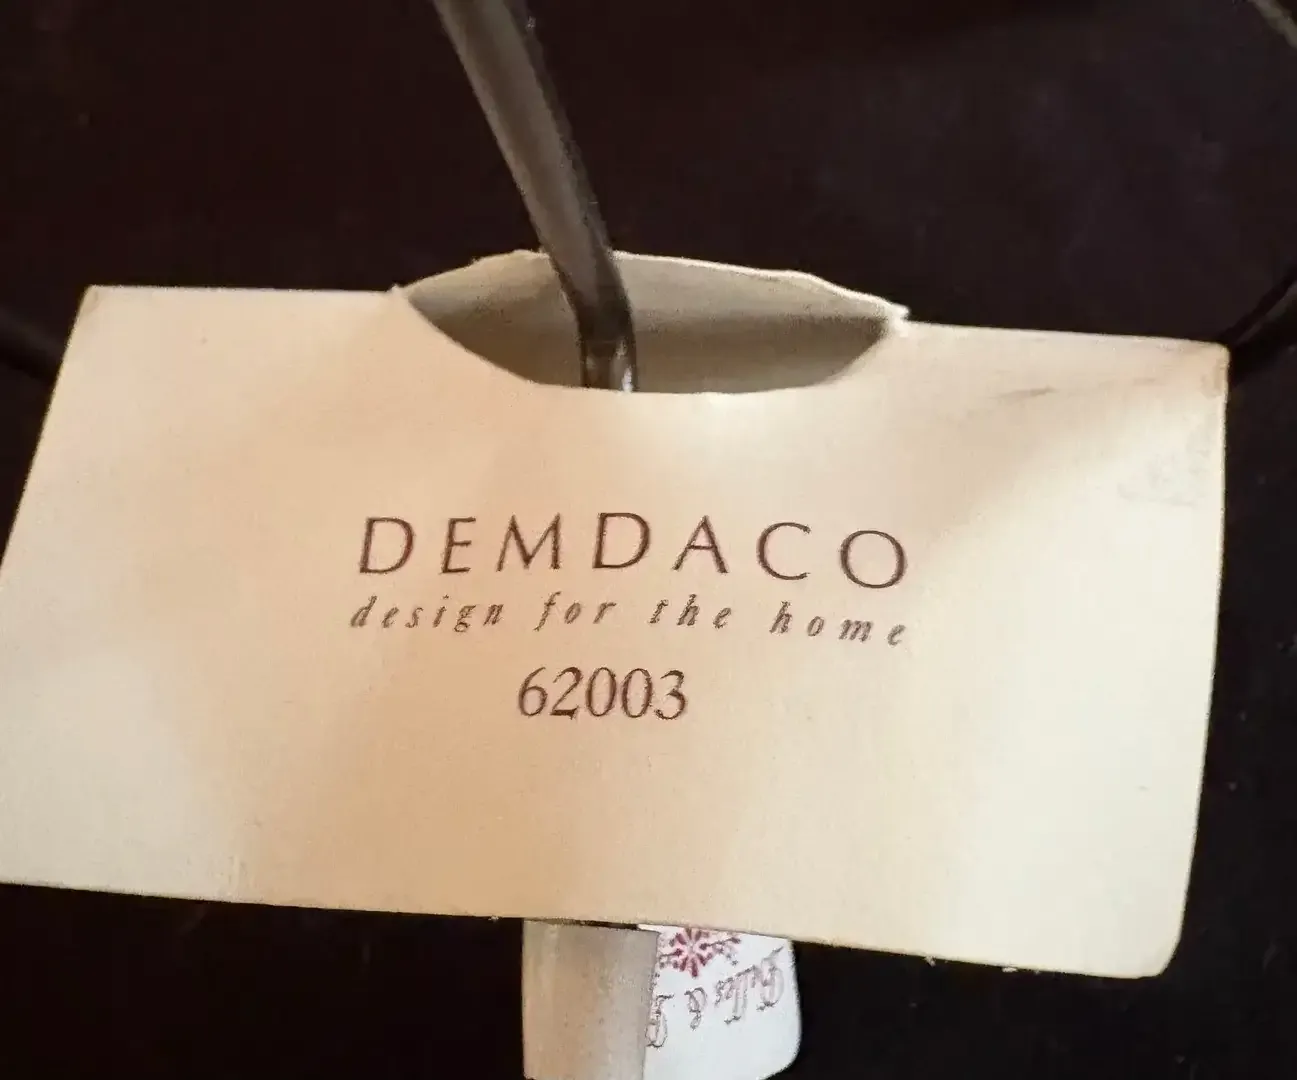 DEMDACO
design for the home
62003
&